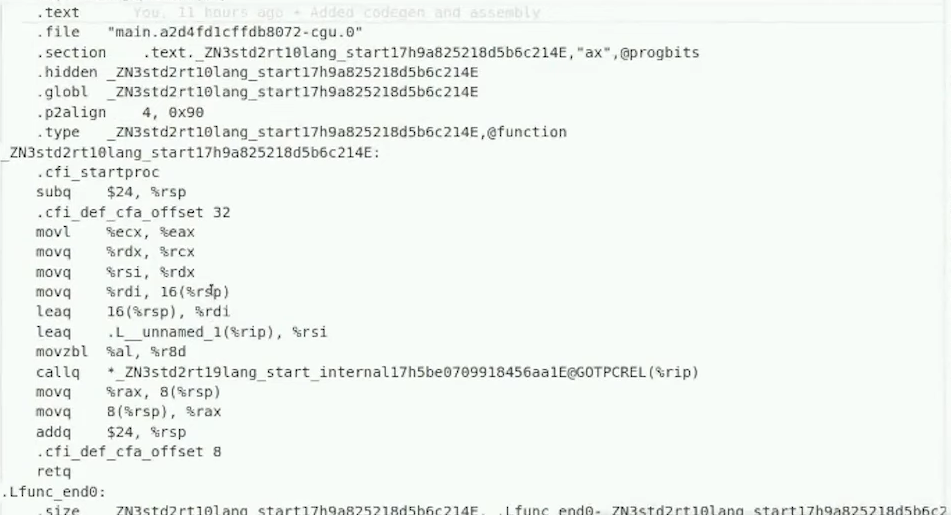 .text You, 11 hours ago • Added codegen and assembly
.file "main.a2d4fd1cffdb8072-cgu.0"
.section .text._ZN3std2rt10lang_start17h9a825218d5b6c214E,"ax",@progbits
.hidden _ZN3std2rt10lang_start17h9a825218d5b6c214E
.globl _ZN3std2rt10lang_start17h9a825218d5b6c214E
.p2align 4, 0x90
.type _ZN3std2rt10lang_start17h9a825218d5b6c214E,@function
_ZN3std2rt10lang_start17h9a825218d5b6c214E:
.cfi_startproc
subq $24, %rsp
.cfi_def_cfa_offset 32
movl %ecx, %eax
movq %rdx, %rcx
movq %rsi, %rdx
movq %rdi, 16(%rsp)
leaq 16(%rsp), %rdi
leaq .L__unnamed_1(%rip), %rsi
movzbl %al, %r8d
callq *_ZN3std2rt19lang_start_internal17h5be0709918456aa1E@GOTPCREL(%rip)
movq %rax, 8(%rsp)
movq 8(%rsp), %rax
addq $24, %rsp
.cfi_def_cfa_offset 8
retq
.Lfunc_end0:
.size _ZN3std2rt10lang_start17h9a825218d5b6c214E, .Lfunc_end0-_ZN3std2rt10lang_start17h9a825218d5b6c2